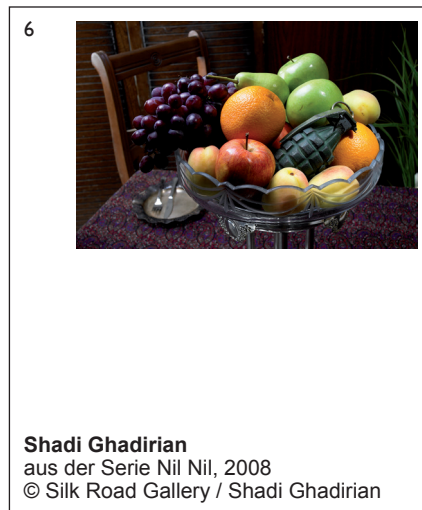 6
Shadi Ghadirian
aus der Serie Nil Nil, 2008
© Silk Road Gallery / Shadi Ghadirian